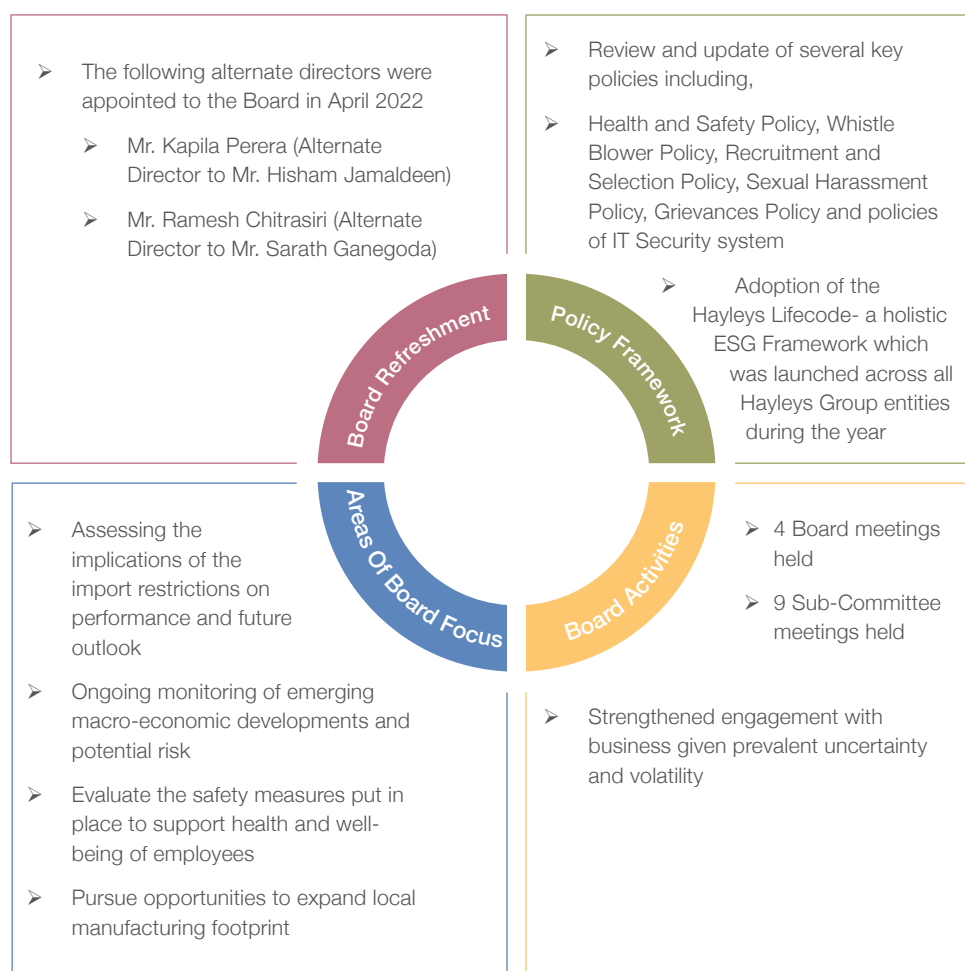 ➢ The following alternate directors were
appointed to the Board in April 2022
➢ Mr. Kapila Perera (Alternate
Director to Mr. Hisham Jamaldeen)
➢ Mr. Ramesh Chitrasiri (Alternate
Director to Mr. Sarath Ganegoda)
Board Refreshment
➢ Review and update of several key
policies including,
➢ Health and Safety Policy, Whistle
Blower Policy, Recruitment and
Selection Policy, Sexual Harassment
Policy, Grievances Policy and policies
of IT Security system
➢ Adoption of the
Hayleys Lifecode- a holistic
ESG Framework which
was launched across all
Hayleys Group entities
during the year
Policy Framework
➢ Assessing the
implications of the
import restrictions on
performance and future
outlook
➢ Ongoing monitoring of emerging
macro-economic developments and
potential risk
➢ Evaluate the safety measures put in
place to support health and well-
being of employees
➢ Pursue opportunities to expand local
manufacturing footprint
Areas Of Board Focus
➢ 4 Board meetings
held
➢ 9 Sub-Committee
meetings held
➢ Strengthened engagement with
business given prevalent uncertainty
and volatility
Board Activities